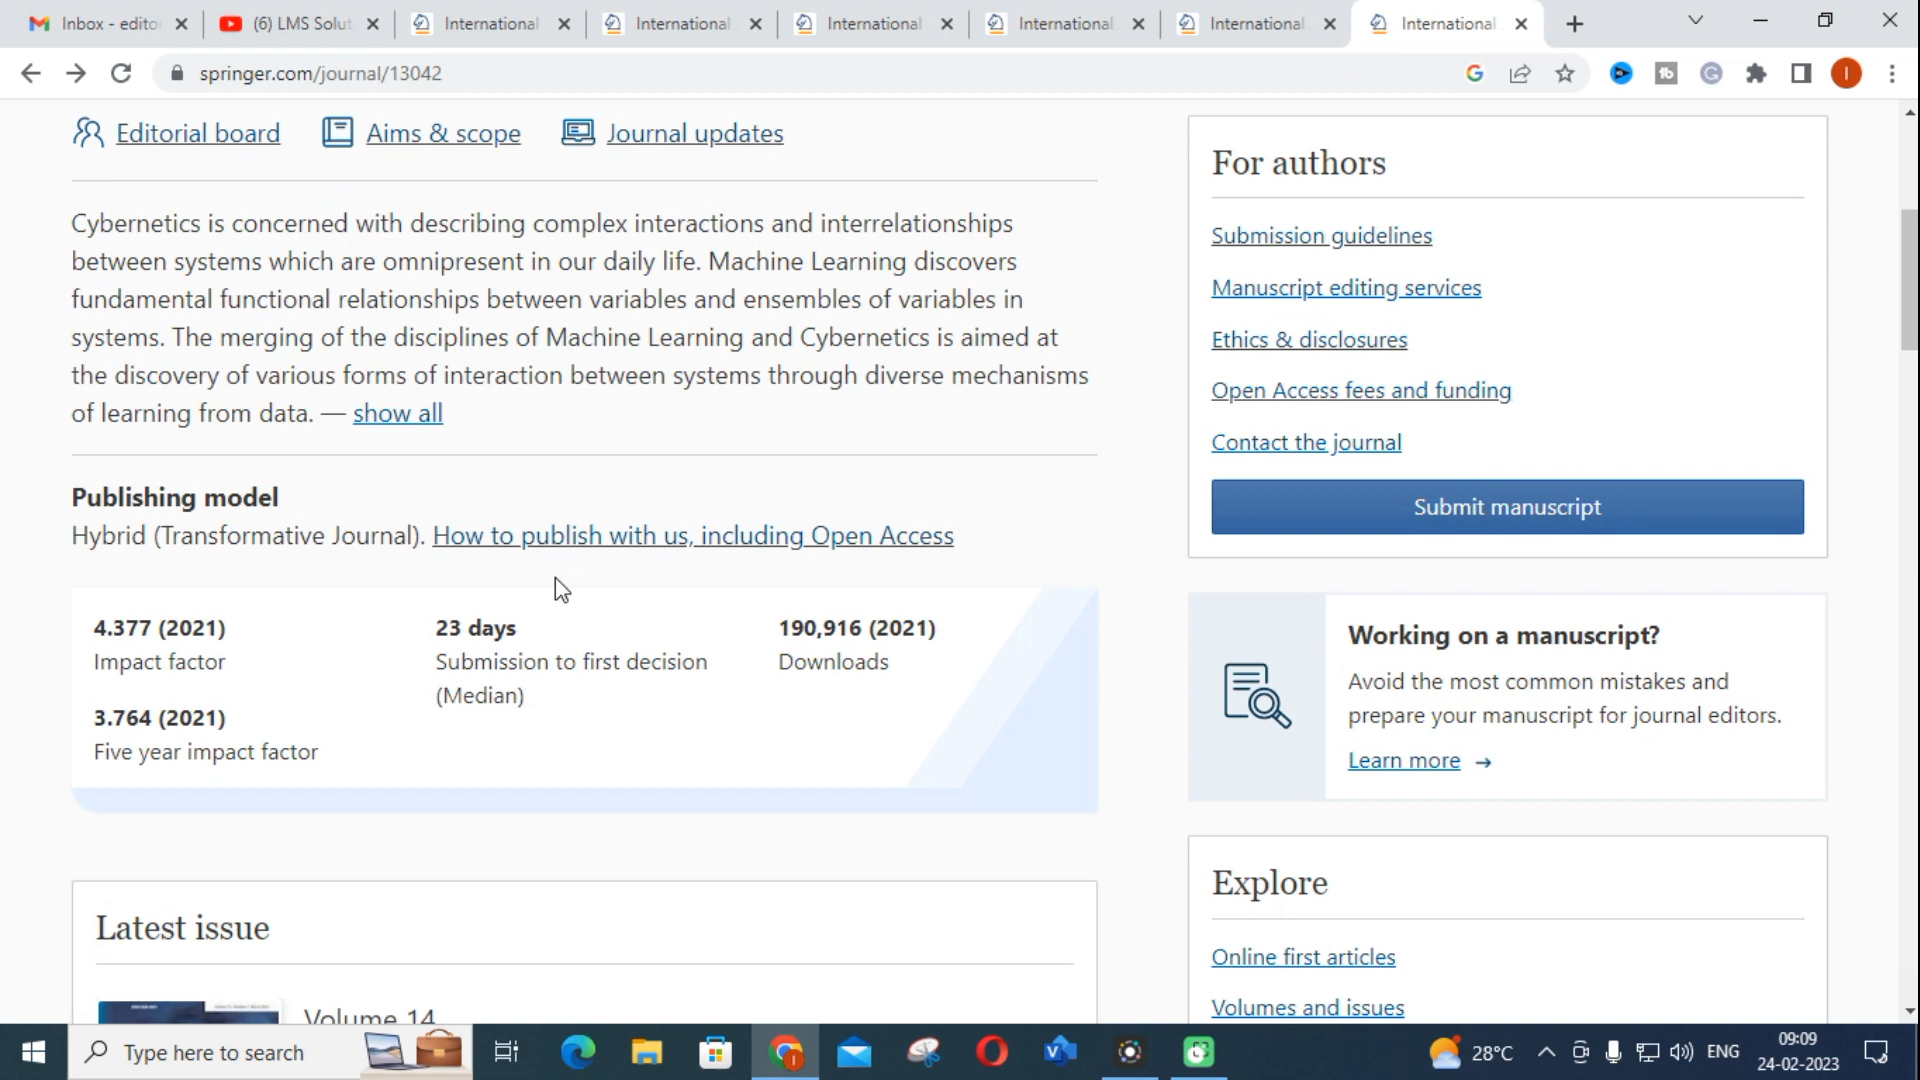 Inbox - editor
(6) LMS Soluti
International
International
International
International
International
International
springer.com/journal/13042
I
Editorial board
Aims & scope
Journal updates
Cybernetics is concerned with describing complex interactions and interrelationships
between systems which are omnipresent in our daily life. Machine Learning discovers
fundamental functional relationships between variables and ensembles of variables in
systems. The merging of the disciplines of Machine Learning and Cybernetics is aimed at
the discovery of various forms of interaction between systems through diverse mechanisms
of learning from data. — show all
Publishing model
Hybrid (Transformative Journal). How to publish with us, including Open Access
4.377 (2021)
Impact factor
3.764 (2021)
Five year impact factor
23 days
Submission to first decision
(Median)
190,916 (2021)
Downloads
Latest issue
Volume 14
For authors
Submission guidelines
Manuscript editing services
Ethics & disclosures
Open Access fees and funding
Contact the journal
Submit manuscript
Working on a manuscript?
Avoid the most common mistakes and
prepare your manuscript for journal editors.
Learn more →
Explore
Online first articles
Volumes and issues
Type here to search
28°C
ENG
09:09
24-02-2023